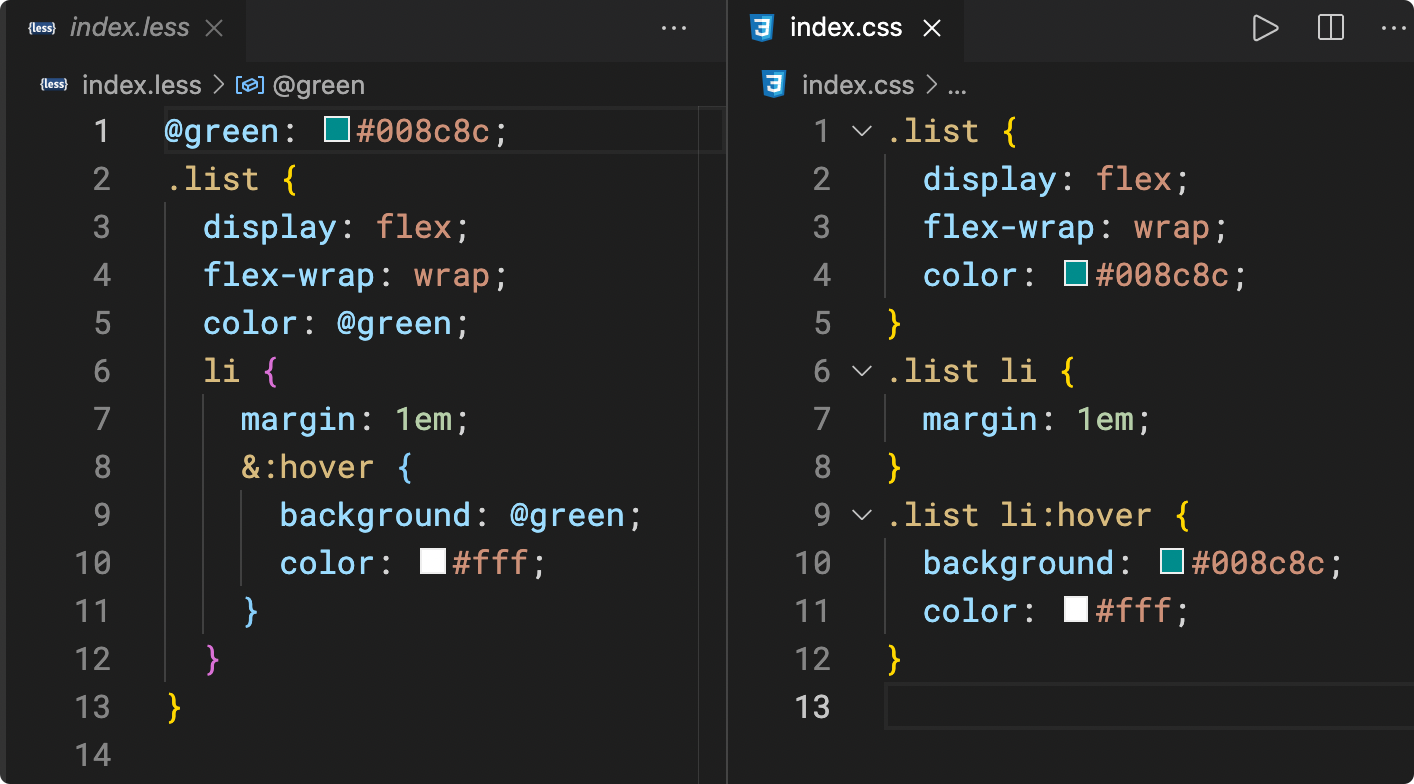 {less} index.less
{less} index.less > @green
1 @green: #008c8c;
2 .list {
3   display: flex;
4   flex-wrap: wrap;
5   color: @green;
6   li {
7     margin: 1em;
8     &:hover {
9       background: @green;
10       color: #fff;
11     }
12   }
13 }
14
index.css
index.css > ...
1 .list {
2   display: flex;
3   flex-wrap: wrap;
4   color: #008c8c;
5 }
6 .list li {
7   margin: 1em;
8 }
9 .list li:hover {
10   background: #008c8c;
11   color: #fff;
12 }
13